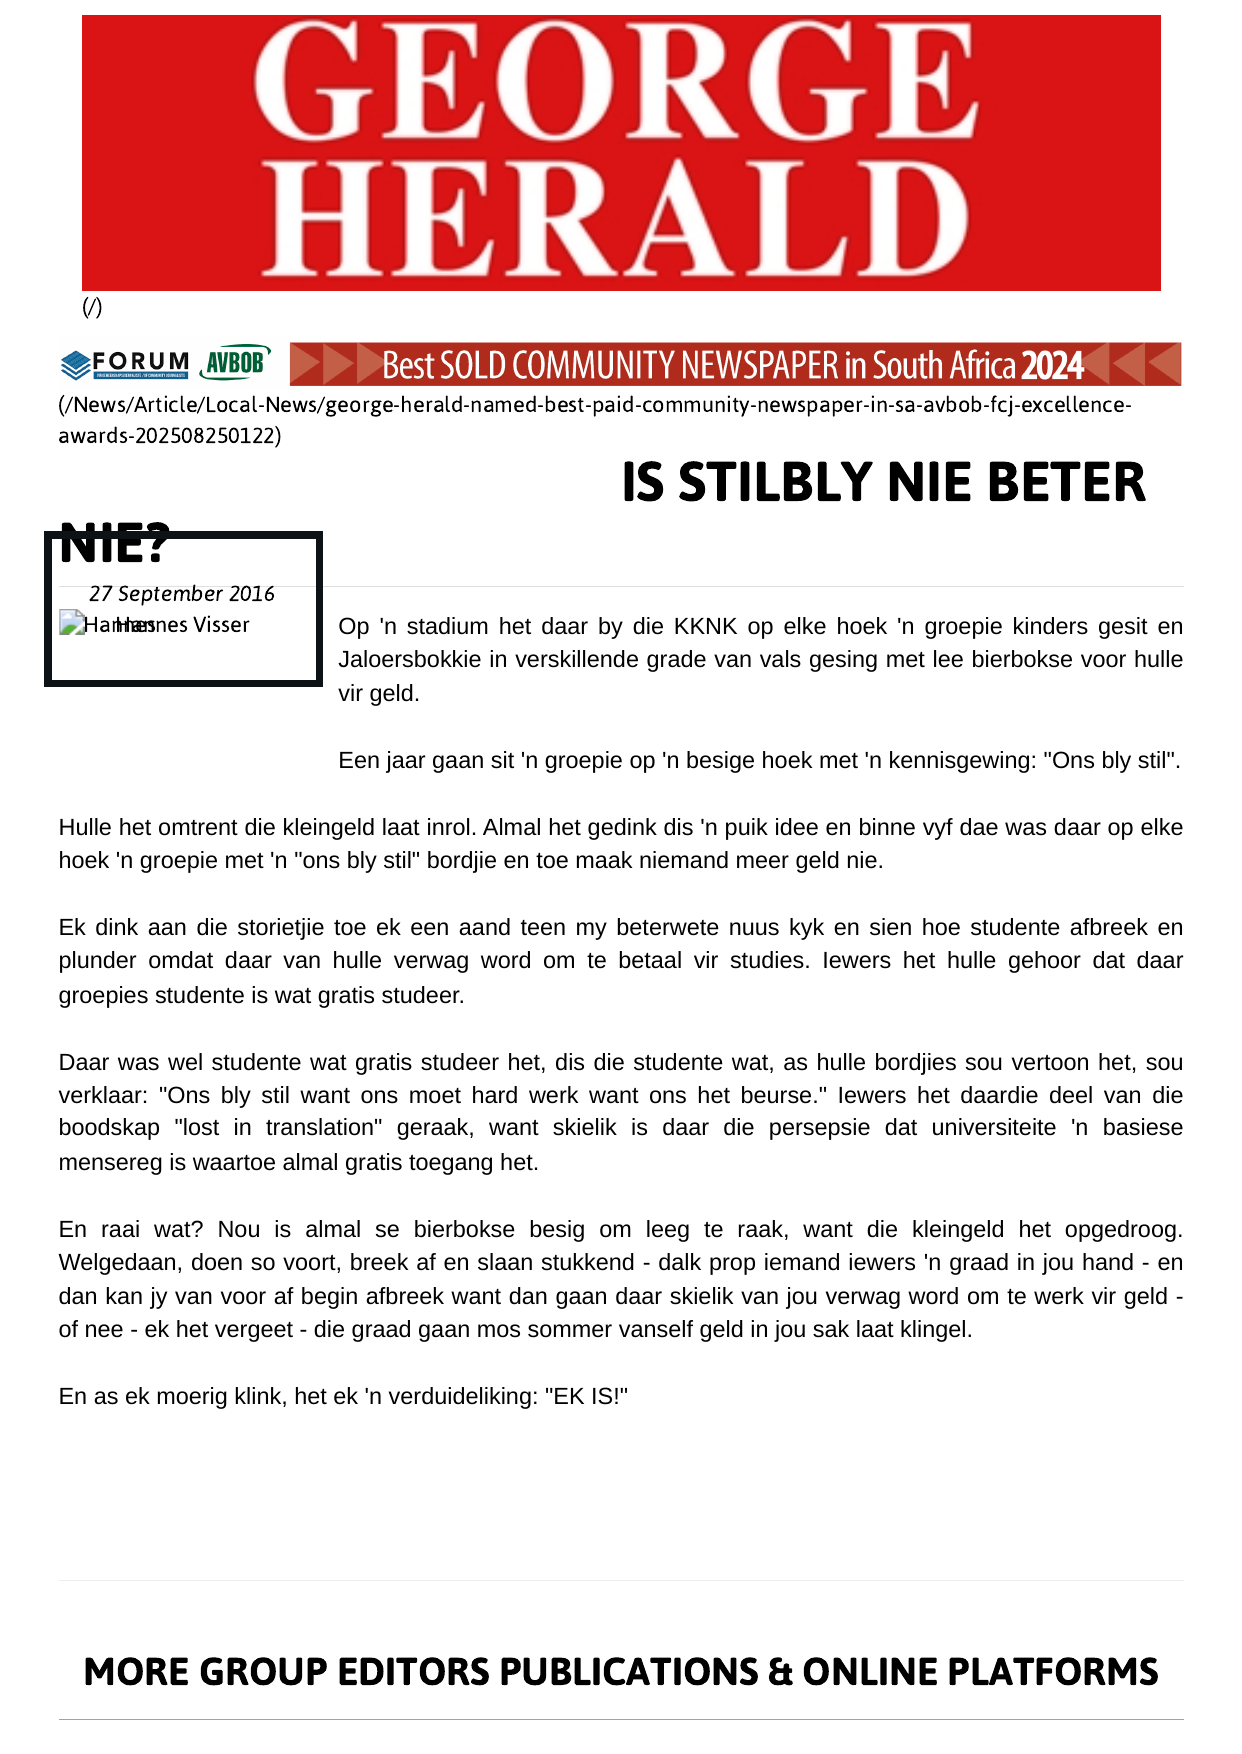 GEORGE
HERALD
(/)
FORUM AVBOB Best SOLD COMMUNITY NEWSPAPER in South Africa 2024
(/News/Article/Local-News/george-herald-named-best-paid-community-newspaper-in-sa-avbob-fcj-excellence-
awards-202508250122)
IS STILBLY NIE BETER
NIE?
27 September 2016
Hannes Visser
Op 'n stadium het daar by die KKNK op elke hoek 'n groepie kinders gesit en
Jaloersbokkie in verskillende grade van vals gesing met lee bierbokse voor hulle
vir geld.
Een jaar gaan sit 'n groepie op 'n besige hoek met 'n kennisgewing: "Ons bly stil".
Hulle het omtrent die kleingeld laat inrol. Almal het gedink dis 'n puik idee en binne vyf dae was daar op elke
hoek 'n groepie met 'n "ons bly stil" bordjie en toe maak niemand meer geld nie.
Ek dink aan die storietjie toe ek een aand teen my beterwete nuus kyk en sien hoe studente afbreek en
plunder omdat daar van hulle verwag word om te betaal vir studies. Iewers het hulle gehoor dat daar
groepies studente is wat gratis studeer.
Daar was wel studente wat gratis studeer het, dis die studente wat, as hulle bordjies sou vertoon het, sou
verklaar: "Ons bly stil want ons moet hard werk want ons het beurse." Iewers het daardie deel van die
boodskap "lost in translation" geraak, want skielik is daar die persepsie dat universiteite 'n basiese
mensereg is waartoe almal gratis toegang het.
En raai wat? Nou is almal se bierbokse besig om leeg te raak, want die kleingeld het opgedroog.
Welgedaan, doen so voort, breek af en slaan stukkend - dalk prop iemand iewers 'n graad in jou hand - en
dan kan jy van voor af begin afbreek want dan gaan daar skielik van jou verwag word om te werk vir geld -
of nee - ek het vergeet - die graad gaan mos sommer vanself geld in jou sak laat klingel.
En as ek moerig klink, het ek 'n verduideliking: "EK IS!"
MORE GROUP EDITORS PUBLICATIONS & ONLINE PLATFORMS